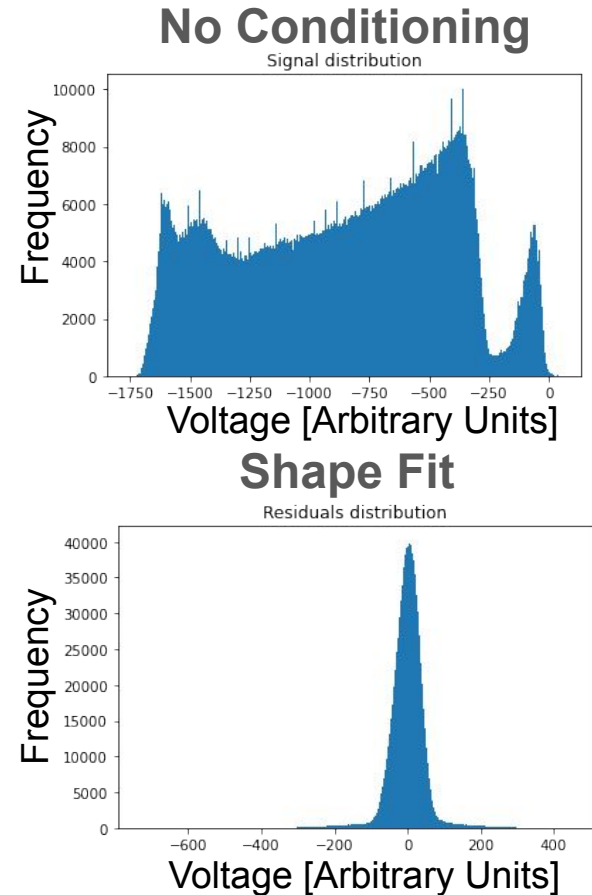 No Conditioning
Signal distribution
10000
8000
6000
4000
2000
0
Frequency
−1750 −1500 −1250 −1000 −750 −500 −250 0
Voltage [Arbitrary Units]
Shape Fit
Residuals distribution
40000
35000
30000
25000
20000
15000
10000
5000
0
Frequency
−600 −400 −200 0 200 400
Voltage [Arbitrary Units]